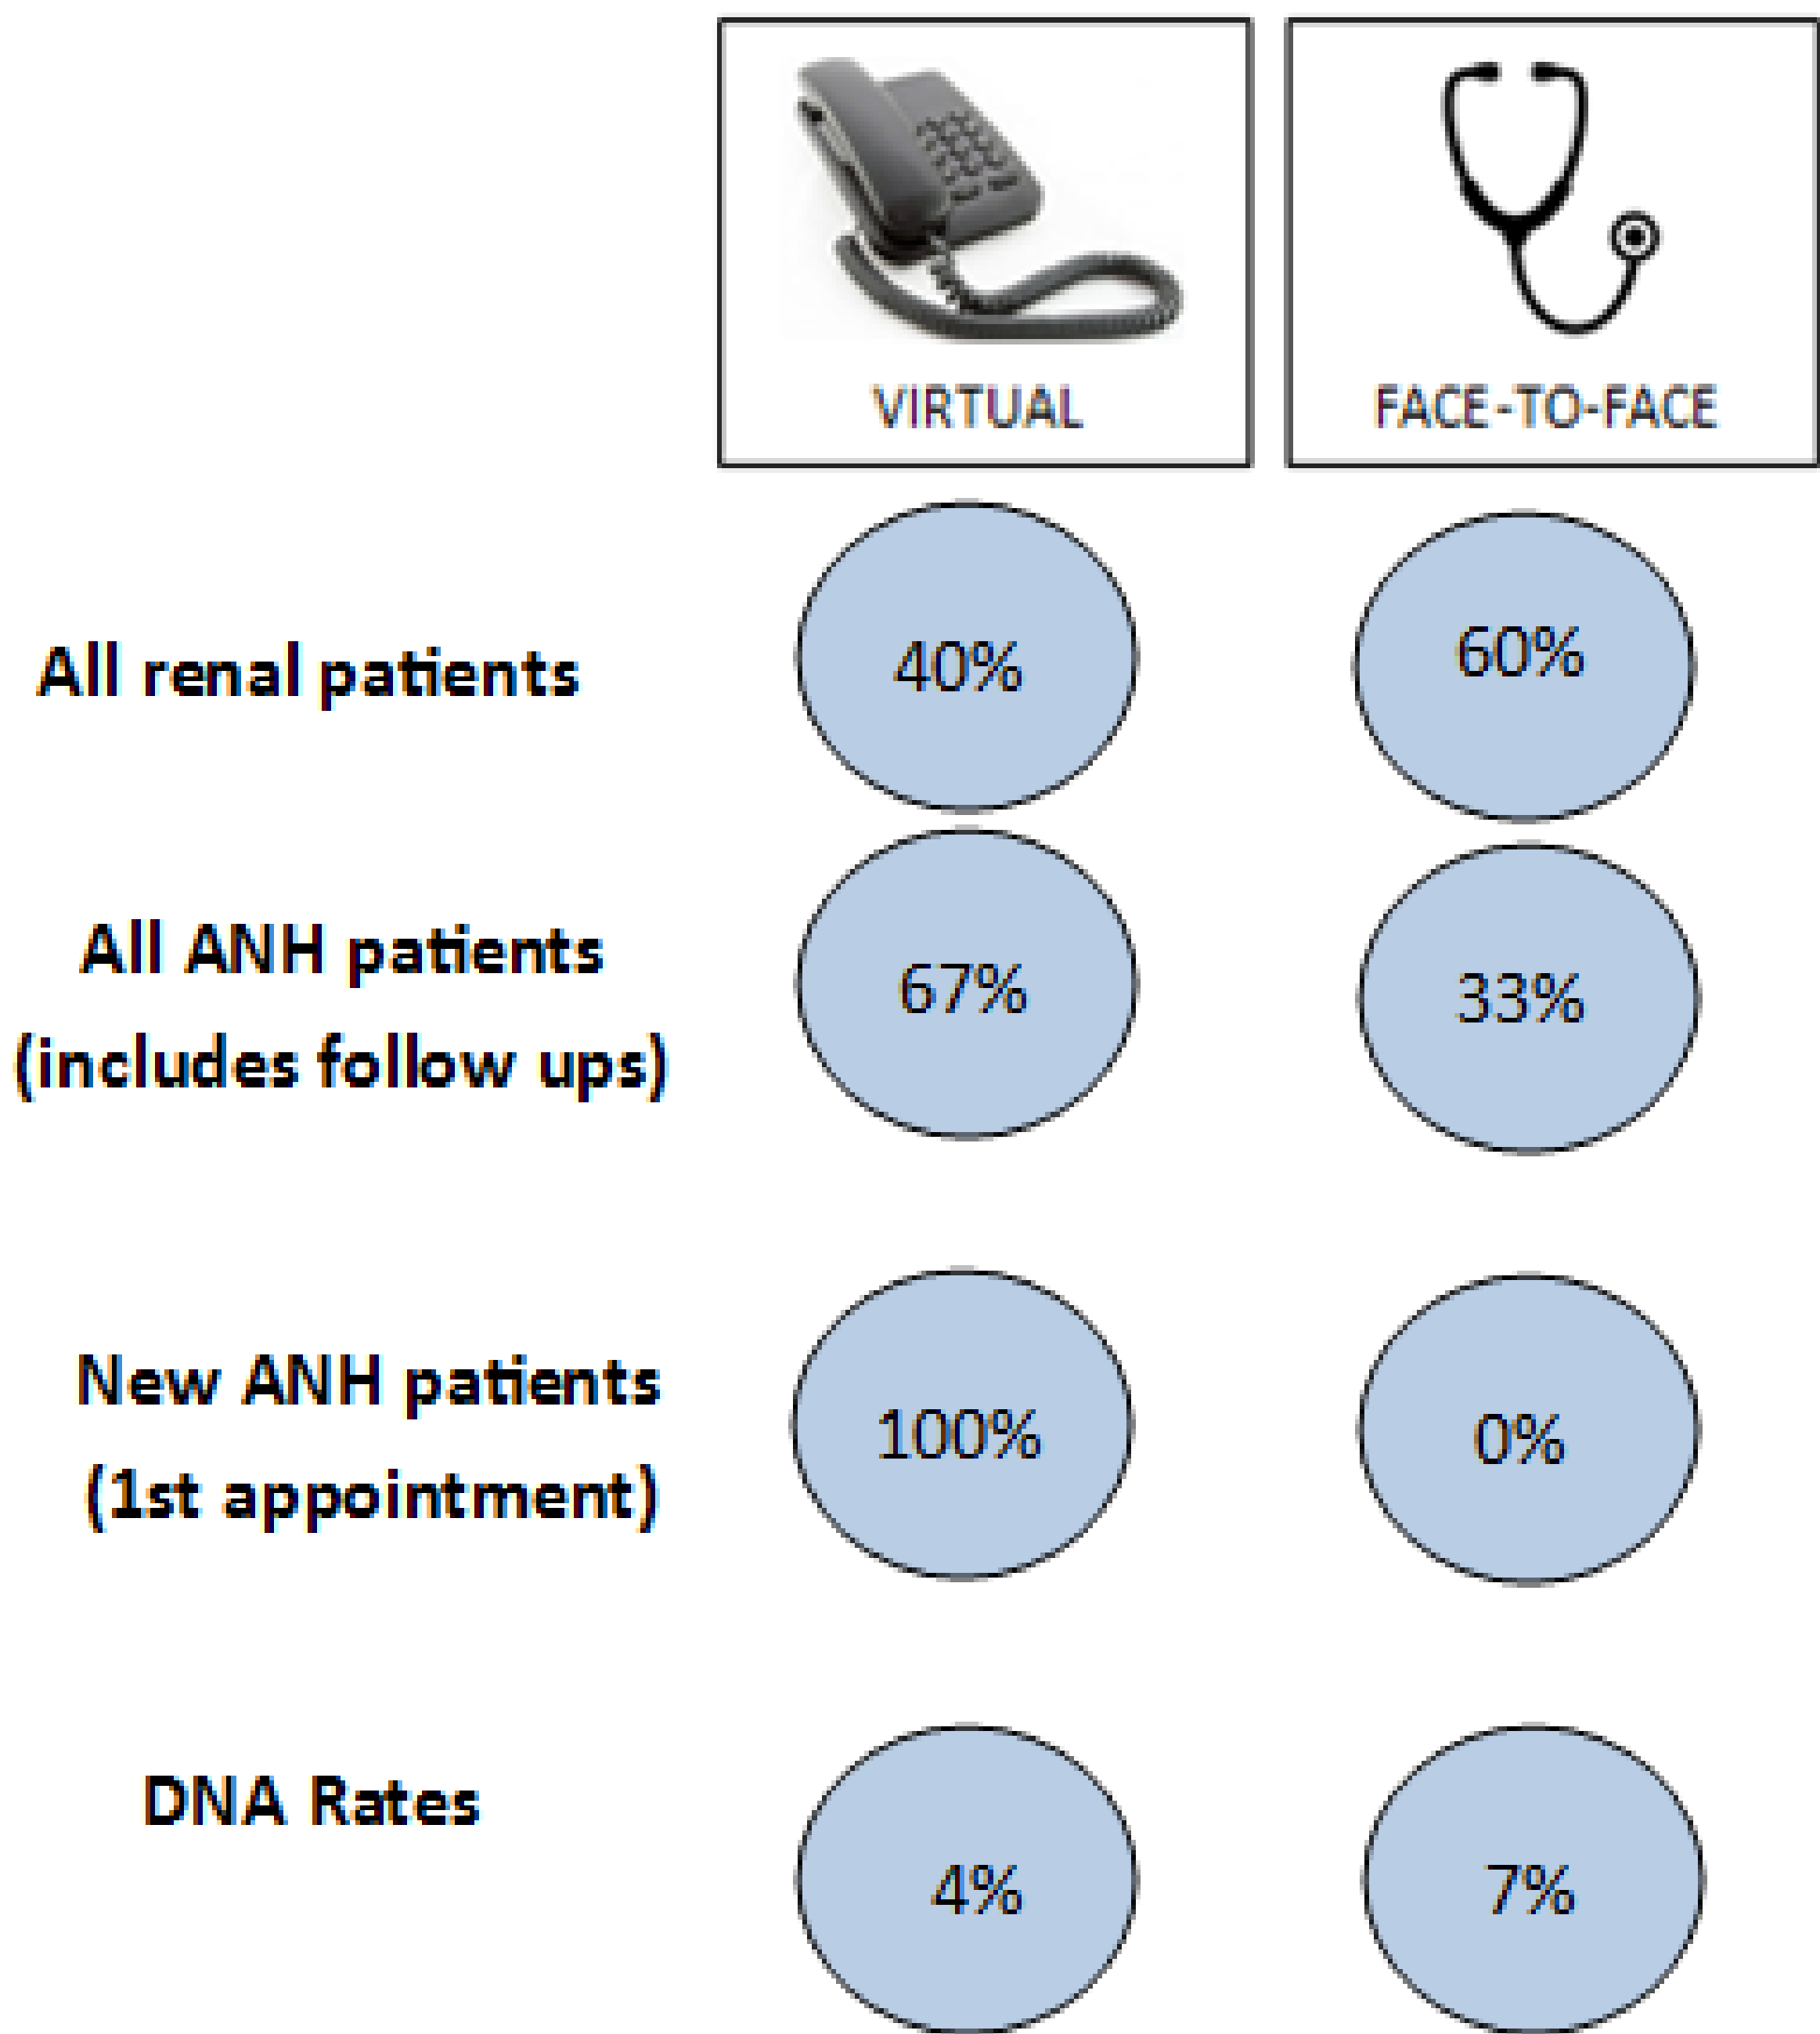 VIRTUAL
FACE-TO-FACE
All renal patients
40%
60%
All ANH patients
(includes follow ups)
67%
33%
New ANH patients
(1st appointment)
100%
0%
DNA Rates
4%
7%